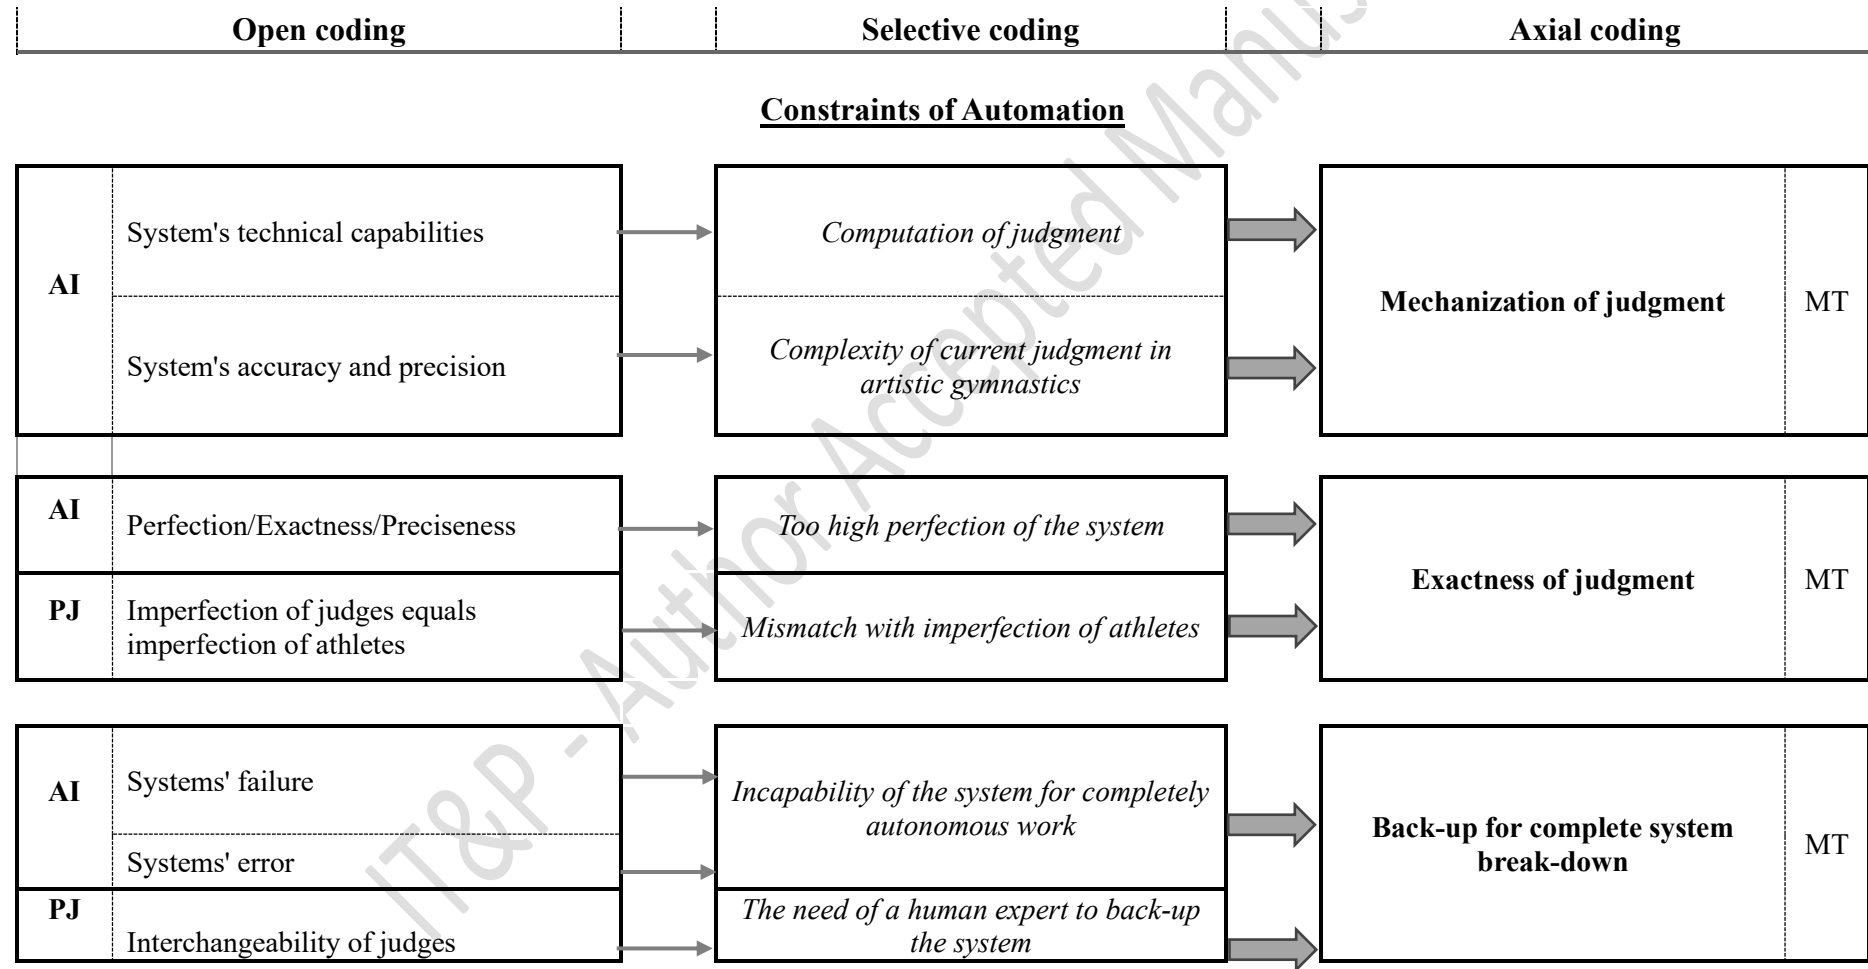 Open coding
Selective coding
Axial coding
Constraints of Automation
AI
System's technical capabilities
Computation of judgment
System's accuracy and precision
Complexity of current judgment in
artistic gymnastics
Mechanization of judgment
MT
AI
Perfection/Exactness/Preciseness
Too high perfection of the system
PJ
Imperfection of judges equals
imperfection of athletes
Mismatch with imperfection of athletes
Exactness of judgment
MT
AI
Systems' failure
Systems' error
Incapability of the system for completely
autonomous work
PJ
Interchangeability of judges
The need of a human expert to back-up
the system
Back-up for complete system
break-down
MT
IT&P - Author Accepted Manus